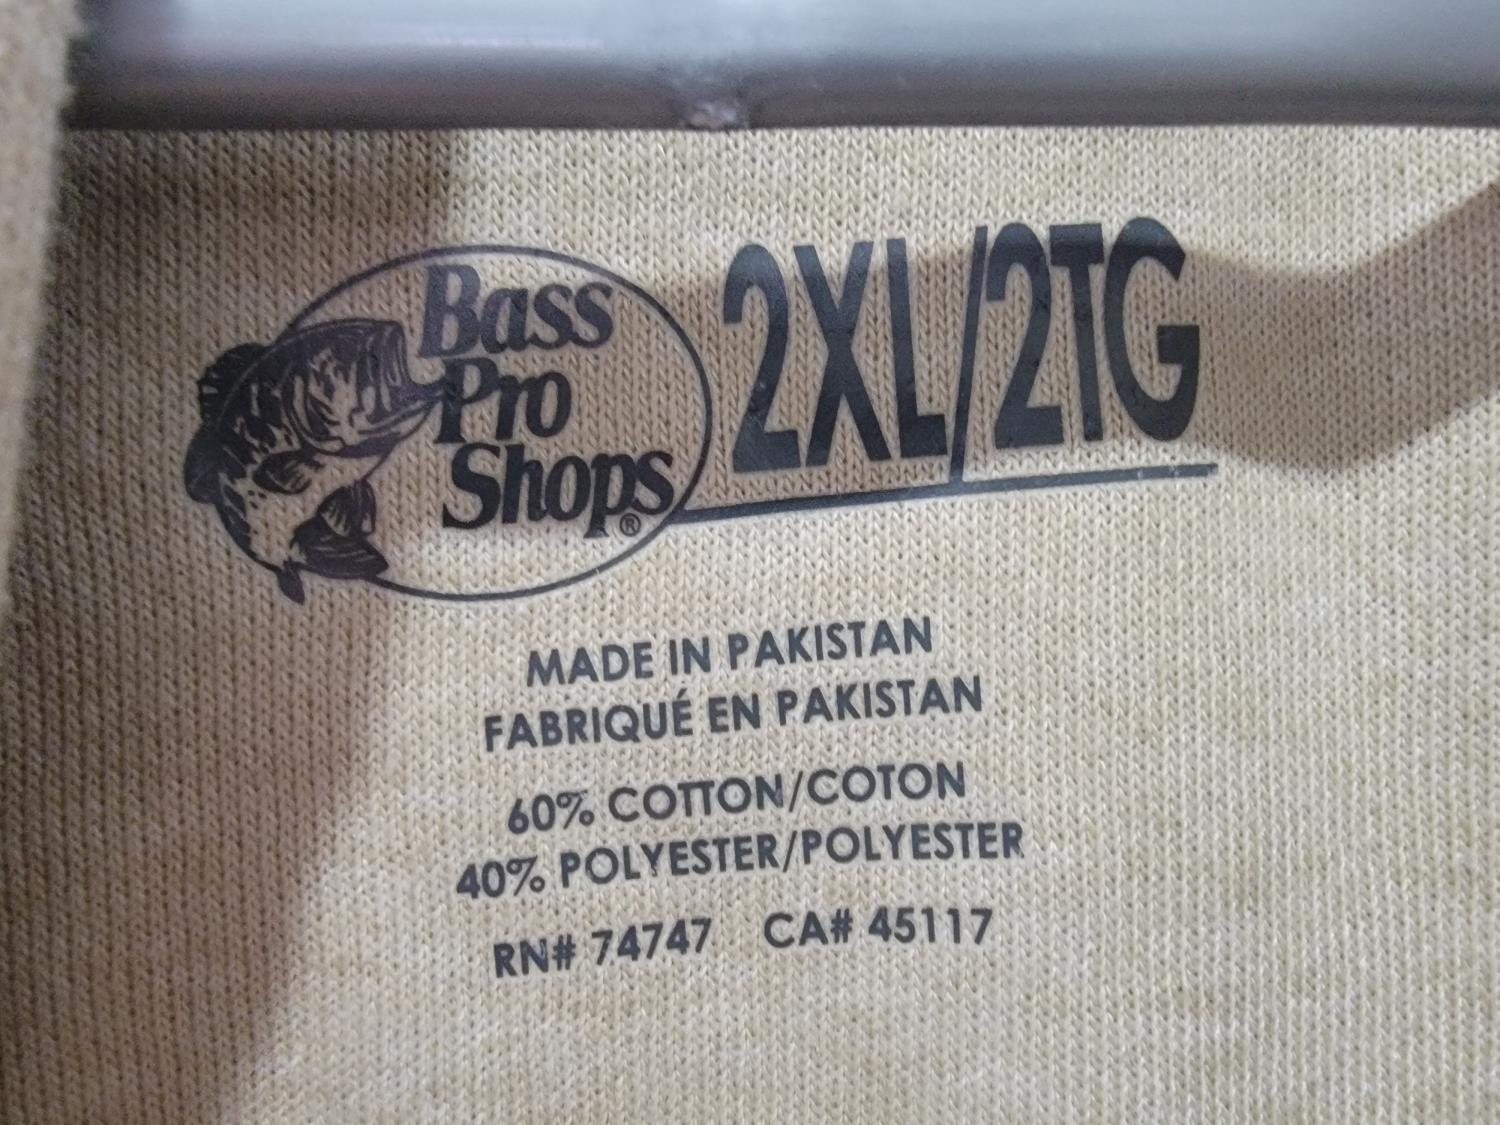 Bass
Pro
Shops®
2XL/2TG
MADE IN PAKISTAN
FABRIQUÉ EN PAKISTAN
60% COTTON/COTON
40% POLYESTER/POLYESTER
RN# 74747 CA# 45117